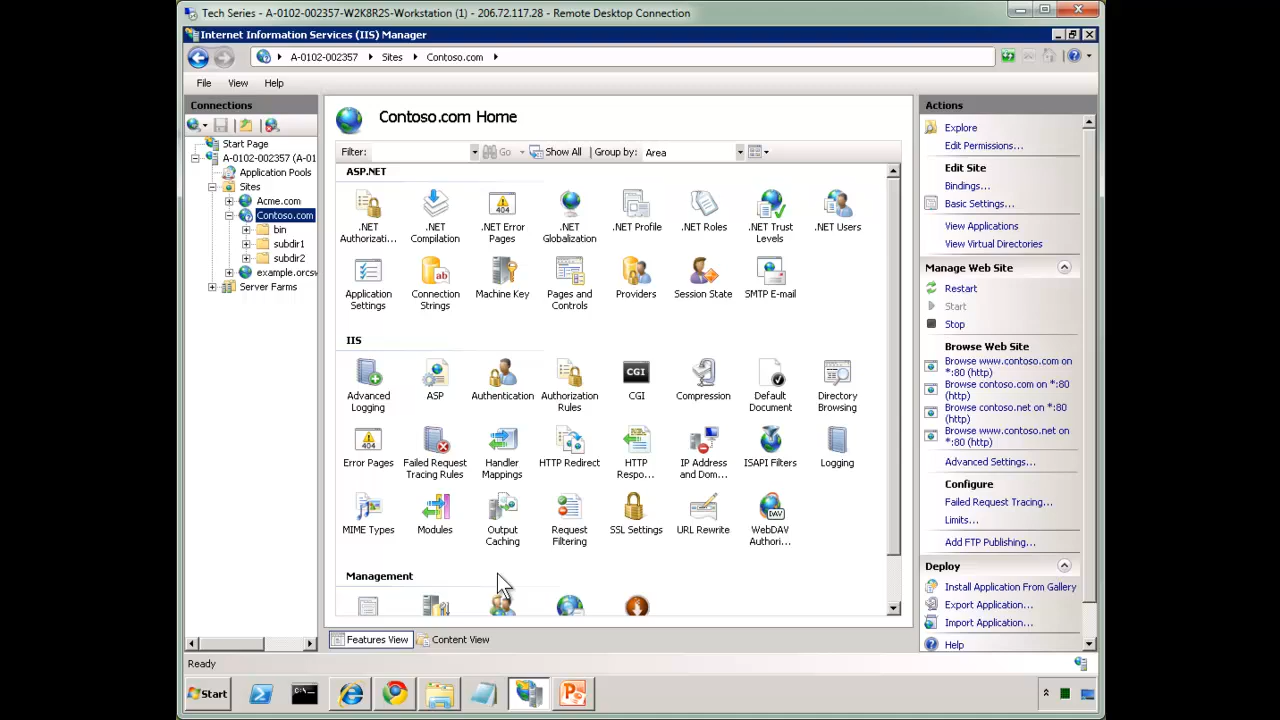 Tech Series - A-0102-002357-W2K8R2S-Workstation (1) - 206.72.117.28 - Remote Desktop Connection
Internet Information Services (IIS) Manager
A-0102-002357
Sites
Contoso.com
File View Help
Connections
Start Page
A-0102-002357 (A-01
Application Pools
Sites
Acme.com
Contoso.com
bin
subdir1
subdir2
example.orcsw
Server Farms
Contoso.com Home
Filter:
Go
Show All
Group by: Area
ASP.NET
.NET Authorizati...
.NET Compilation
.NET Error Pages
.NET Globalization
.NET Profile
.NET Roles
.NET Trust Levels
.NET Users
Application Settings
Connection Strings
Machine Key
Pages and Controls
Providers
Session State
SMTP E-mail
IIS
Advanced Logging
ASP
Authentication
Authorization Rules
CGI
CGI
Compression
Default Document
Directory Browsing
404
Error Pages
Failed Request Tracing Rules
Handler Mappings
HTTP Redirect
HTTP Respo...
IP Address and Dom...
ISAPI Filters
Logging
MIME Types
Modules
Output Caching
Request Filtering
SSL Settings
URL Rewrite
DAV
WebDAV Authori...
Management
Features View
Content View
Actions
Explore
Edit Permissions...
Edit Site
Bindings...
Basic Settings...
View Applications
View Virtual Directories
Manage Web Site
Restart
Start
Stop
Browse Web Site
Browse www.contoso.com on
*:80 (http)
Browse contoso.com on *:80
(http)
Browse contoso.net on *:80
(http)
Browse www.contoso.net on
*:80 (http)
Advanced Settings...
Configure
Failed Request Tracing...
Limits...
Add FTP Publishing...
Deploy
Install Application From Gallery
Export Application...
Import Application...
Help
Ready
Start